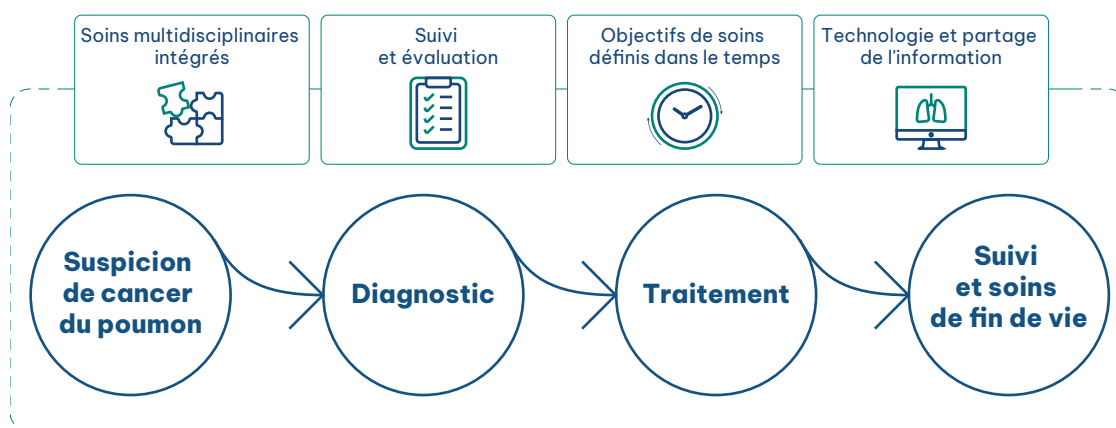 Soins multidisciplinaires
intégrés
Suivi
et évaluation
Objectifs de soins
définis dans le temps
Technologie et partage
de l'information
Suspicion
de cancer
du poumon
Diagnostic
Traitement
Suivi
et soins
de fin de vie